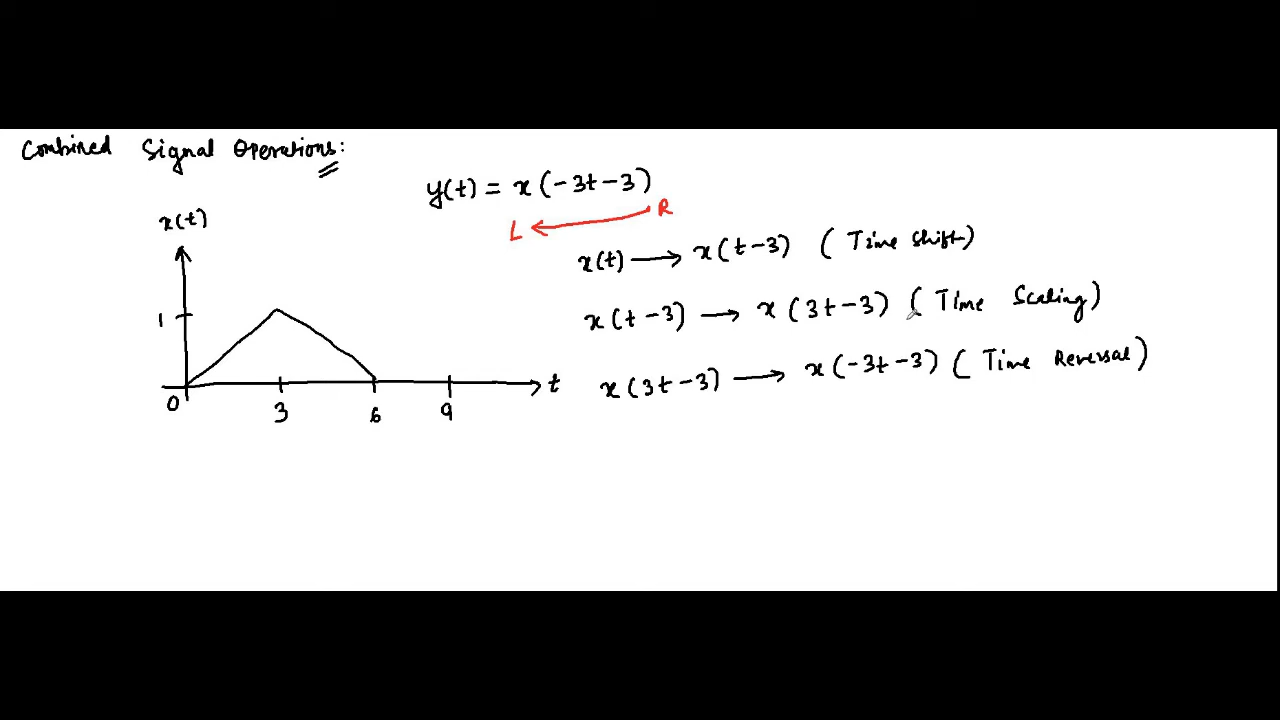 Combined Signal Operations:
y(t) = x(-3t-3)
L ← R
x(t)
x(t) → x(t-3) (Time Shift)
1
x(t-3) → x(3t-3) (Time Scaling)
x(3t-3) → x(-3t-3) (Time Reversal)
t
0 3 6 9